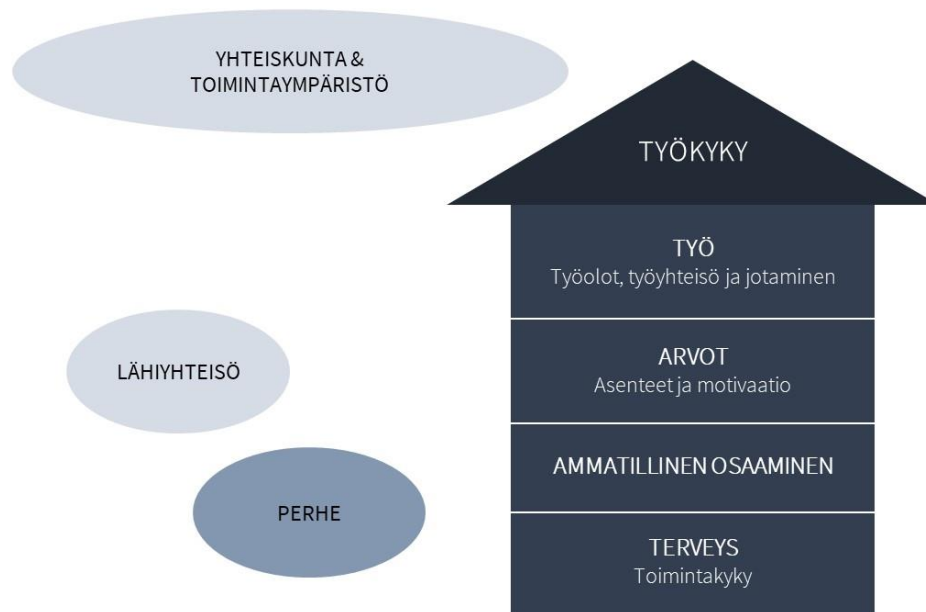 YHTEISKUNTA &
TOIMINTAYMPÄRISTÖ
TYÖKYKY
TYÖ
Työolot, työyhteisö ja jotaminen
LÄHIYHTEISÖ
ARVOT
Asenteet ja motivaatio
AMMATILLINEN OSAAMINEN
PERHE
TERVEYS
Toimintakyky